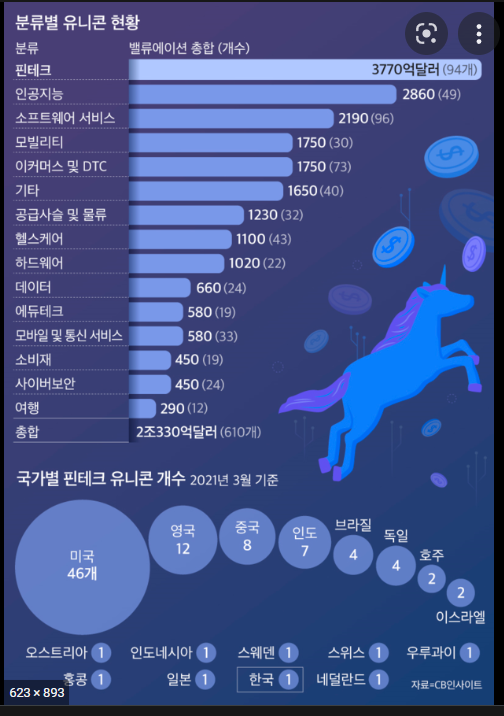 분류별 유니콘 현황
분류 밸류에이션 총합 (개수)
핀테크 3770억달러 (94개)
인공지능 2860 (49)
소프트웨어 서비스 2190 (96)
모빌리티 1750 (30)
이커머스 및 DTC 1750 (73)
기타 1650 (40)
공급사슬 및 물류 1230 (32)
헬스케어 1100 (43)
하드웨어 1020 (22)
데이터 660 (24)
에듀테크 580 (19)
모바일 및 통신 서비스 580 (33)
소비재 450 (19)
사이버보안 450 (24)
여행 290 (12)
총합 2조330억달러 (610개)
국가별 핀테크 유니콘 개수 2021년 3월 기준
미국 46개
영국 12
중국 8
인도 7
브라질 4
독일 4
호주 2
2 이스라엘
오스트리아 1 인도네시아 1 스웨덴 1 스위스 1 우루과이 1
홍콩 1 일본 1 한국 1 네덜란드 1
자료=CB인사이트
623 × 893